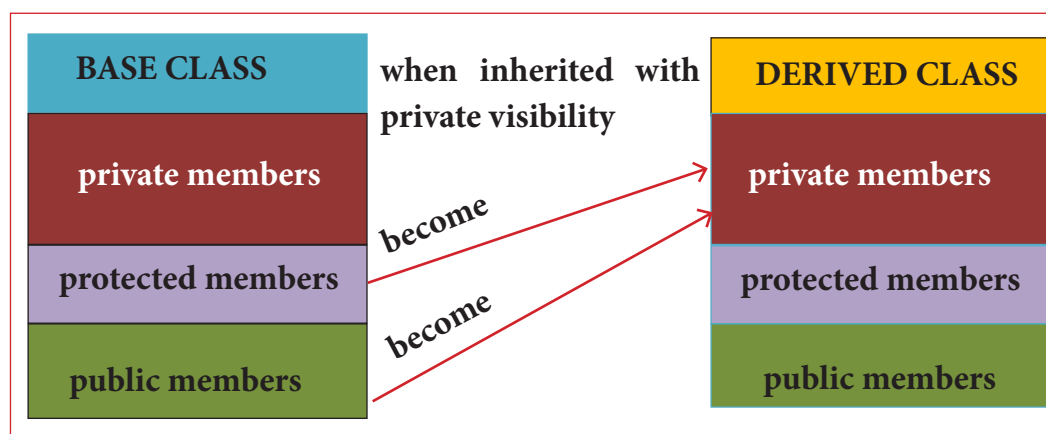 BASE CLASS
private members
protected members
public members
when inherited with
private visibility
become
become
DERIVED CLASS
private members
protected members
public members